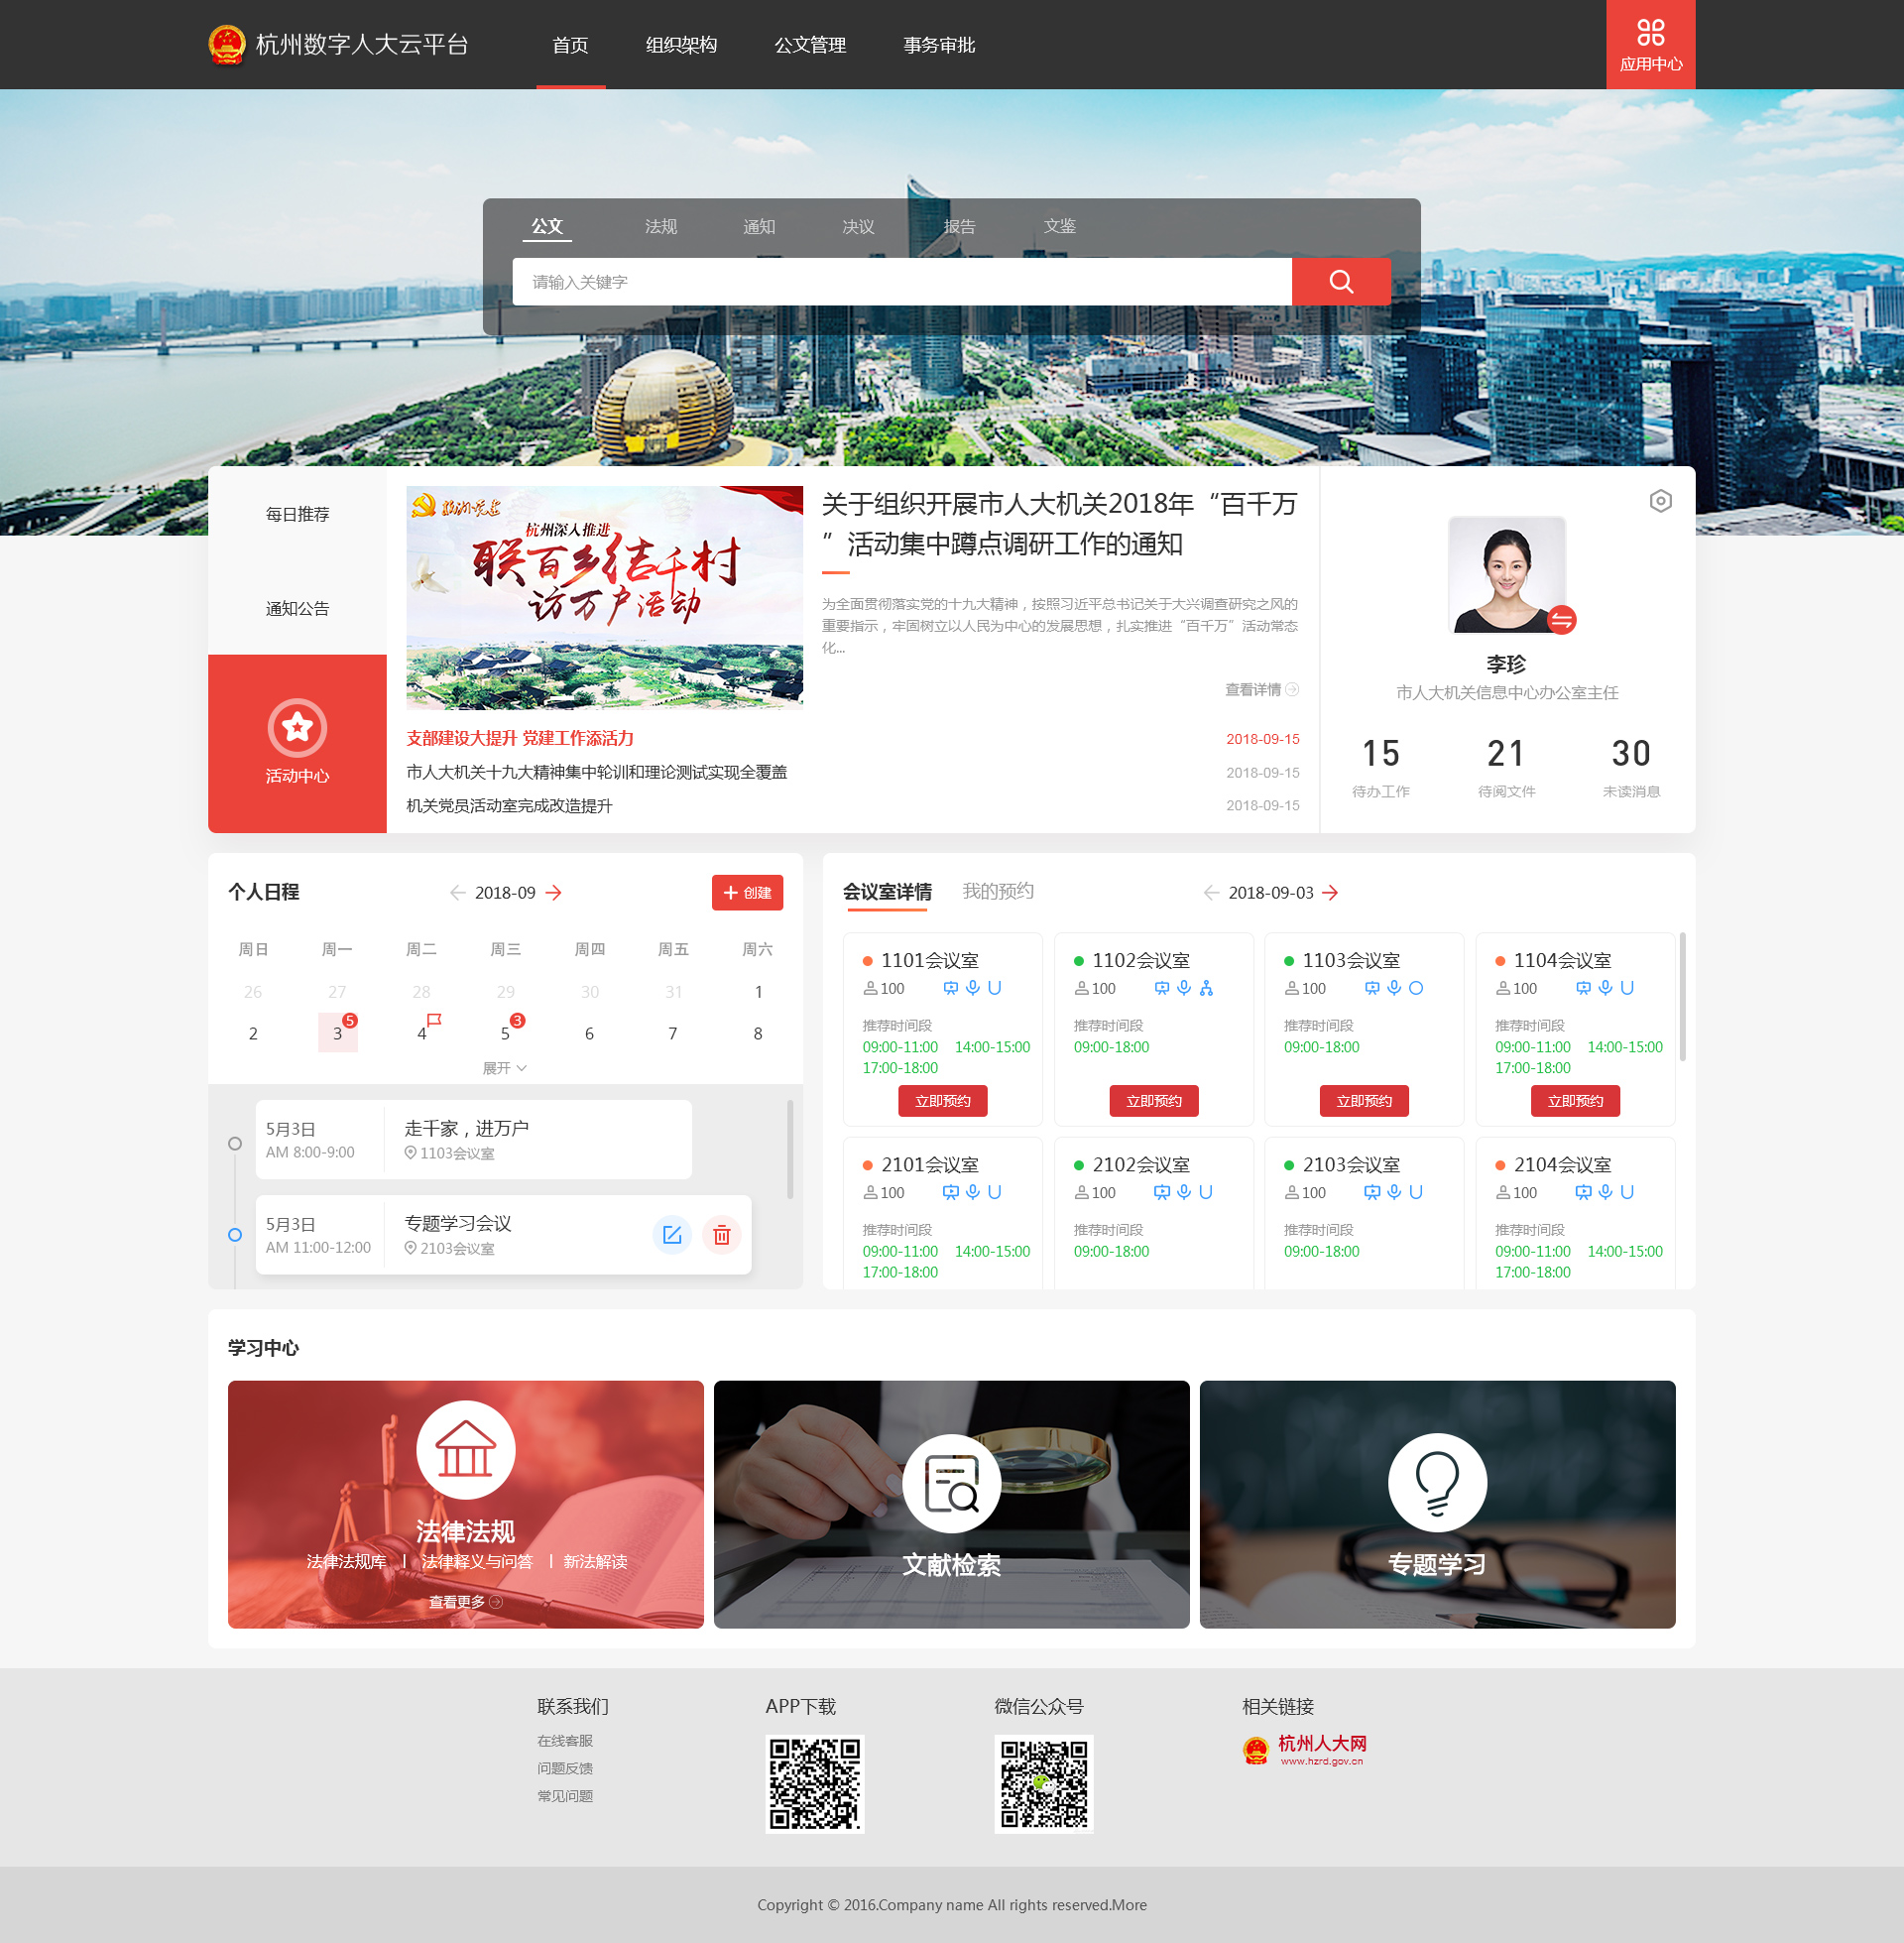 杭州数字人大云平台
首页 组织架构 公文管理 事务审批
应用中心
公文 法规 通知 决议 报告 文鉴
请输入关键字
每日推荐
通知公告
活动中心
杭州深入推进
联百乡结千村
访万户活动
关于组织开展市人大机关2018年“百千万
”活动集中蹲点调研工作的通知
为全面贯彻落实党的十九大精神，按照习近平总书记关于大兴调查研究之风的
重要指示，牢固树立以人民为中心的发展思想，扎实推进“百千万”活动常态
化...
查看详情
支部建设大提升 党建工作添活力 2018-09-15
市人大机关十九大精神集中轮训和理论测试实现全覆盖 2018-09-15
机关党员活动室完成改造提升 2018-09-15
李珍
市人大机关信息中心办公室主任
15 21 30
待办工作 待阅文件 未读消息
个人日程 2018-09 创建
周日 周一 周二 周三 周四 周五 周六
26 27 28 29 30 31 1
2 3 5 4 5 3 6 7 8
展开
5月3日 走千家，进万户
AM 8:00-9:00 1103会议室
5月3日 专题学习会议
AM 11:00-12:00 2103会议室
会议室详情 我的预约 2018-09-03
1101会议室 1102会议室 1103会议室 1104会议室
100 100 100 100
推荐时间段 推荐时间段 推荐时间段 推荐时间段
09:00-11:00 14:00-15:00 09:00-18:00 09:00-18:00 09:00-11:00 14:00-15:00
17:00-18:00 17:00-18:00
立即预约 立即预约 立即预约 立即预约
2101会议室 2102会议室 2103会议室 2104会议室
100 100 100 100
推荐时间段 推荐时间段 推荐时间段 推荐时间段
09:00-11:00 14:00-15:00 09:00-18:00 09:00-18:00 09:00-11:00 14:00-15:00
17:00-18:00 17:00-18:00
学习中心
法律法规
法律法规库 | 法律释义与问答 | 新法解读
查看更多
文献检索
专题学习
联系我们
在线客服
问题反馈
常见问题
APP下载
微信公众号
相关链接
杭州人大网
www.hzrd.gov.cn
Copyright © 2016.Company name All rights reserved.More